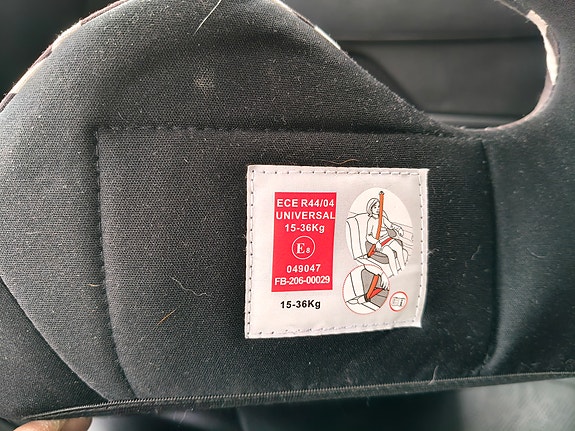 ECE R44/04
UNIVERSAL
15-36Kg
E8
049047
FB-206-00029
15-36Kg